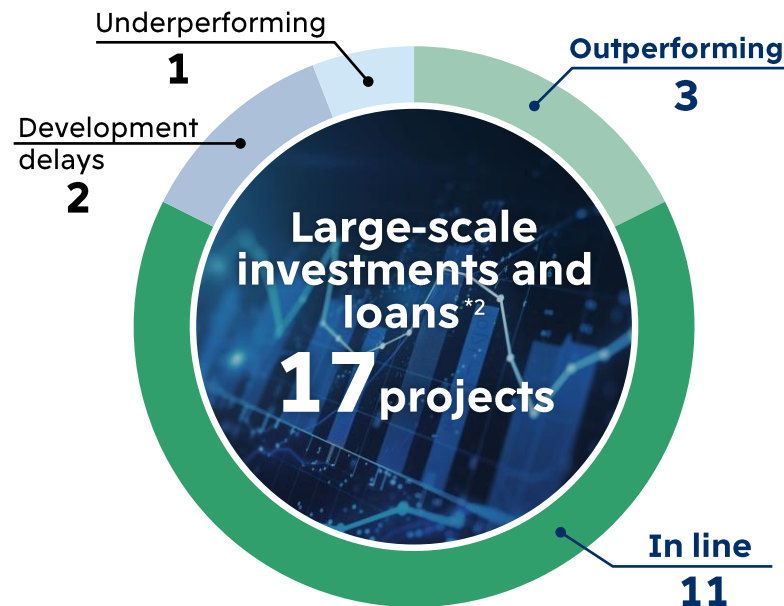 Underperforming
1
Outperforming
3
Development
delays
2
Large-scale
investments and
loans*2
17 projects
In line
11